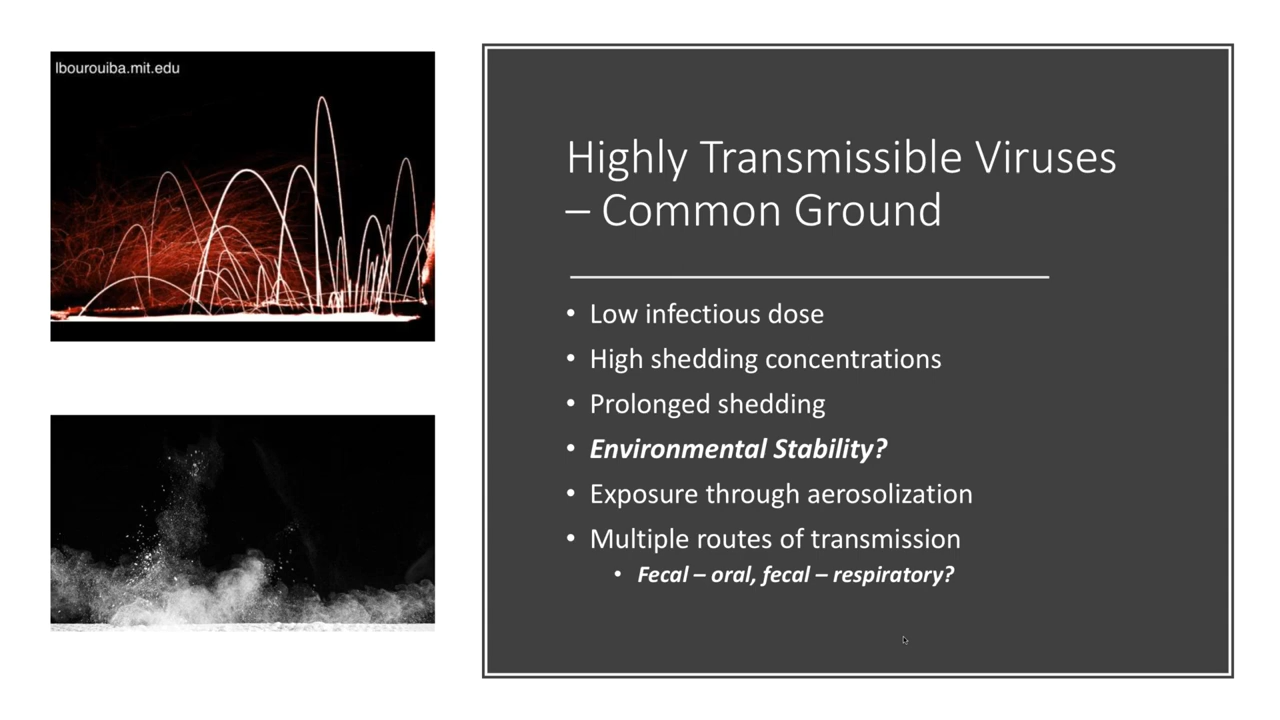 lbourouiba.mit.edu
Highly Transmissible Viruses
– Common Ground
• Low infectious dose
• High shedding concentrations
• Prolonged shedding
• Environmental Stability?
• Exposure through aerosolization
• Multiple routes of transmission
• Fecal – oral, fecal – respiratory?